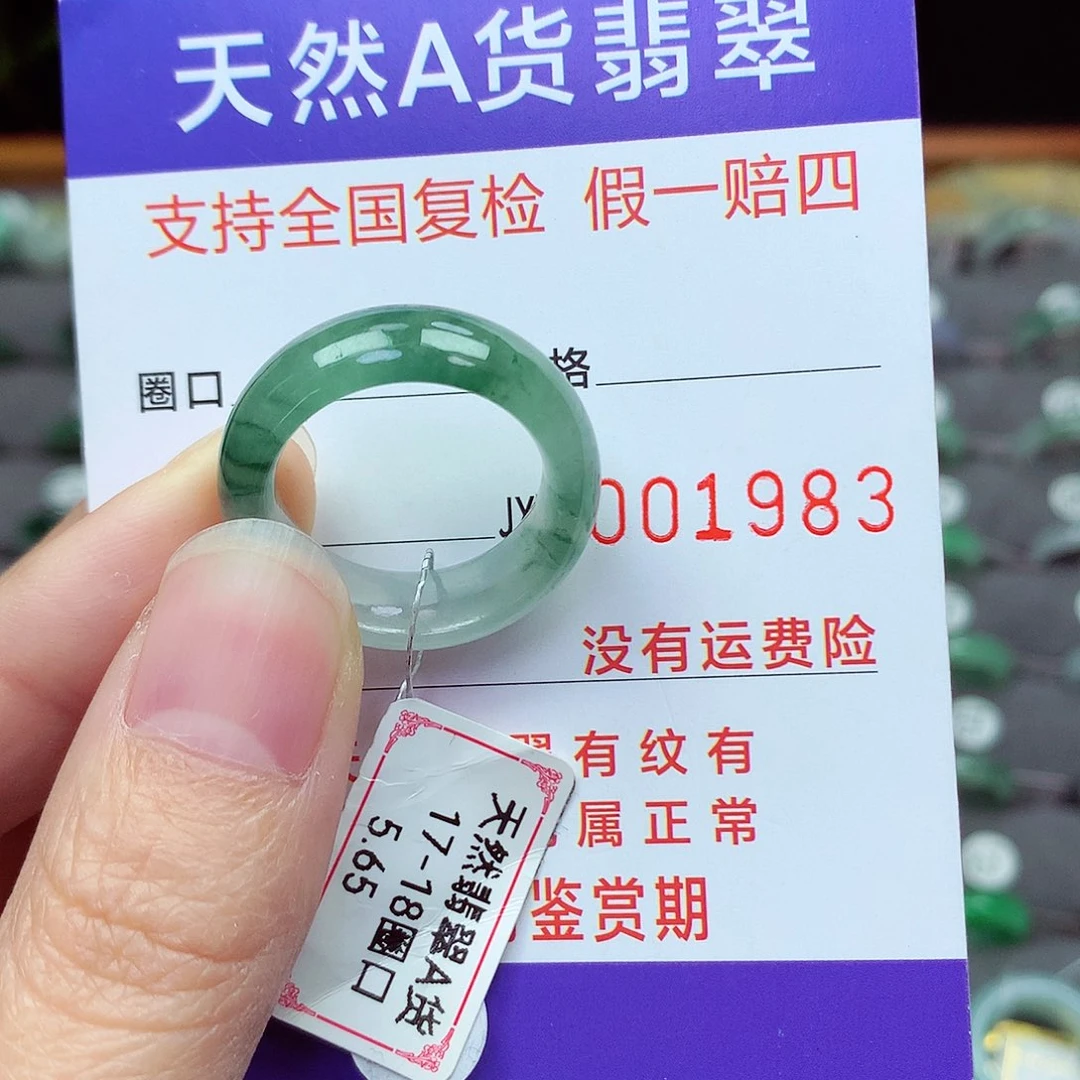 天然A货翡翠
支持全国复检 假一赔四
圈口 格
JY 001983
没有运费险
翠有纹有
属正常
鉴赏期
天然翡翠A货
17-18圈口
5.65